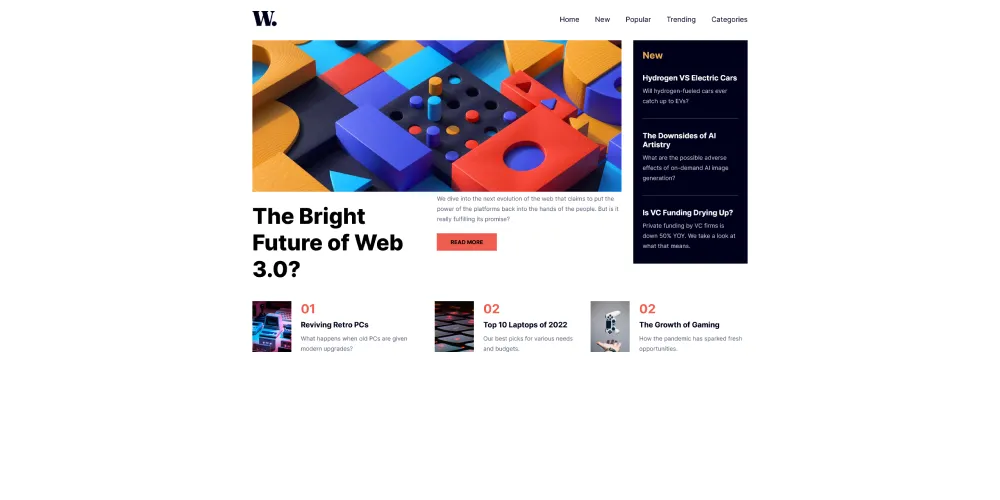 W.
Home New Popular Trending Categories
The Bright
Future of Web
3.0?
We dive into the next evolution of the web that claims to put the
power of the platforms back into the hands of the people. But is it
really fulfilling its promise?
READ MORE
New
Hydrogen VS Electric Cars
Will hydrogen-fueled cars ever
catch up to EVs?
The Downsides of AI
Artistry
What are the possible adverse
effects of on-demand AI image
generation?
Is VC Funding Drying Up?
Private funding by VC firms is
down 50% YOY. We take a look at
what that means.
01
Reviving Retro PCs
What happens when old PCs are given
modern upgrades?
02
Top 10 Laptops of 2022
Our best picks for various needs
and budgets.
02
The Growth of Gaming
How the pandemic has sparked fresh
opportunities.